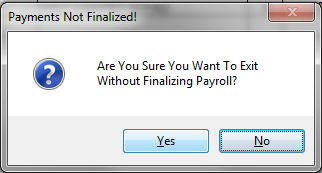 Payments Not Finalized!
Are You Sure You Want To Exit
Without Finalizing Payroll?
Yes
No